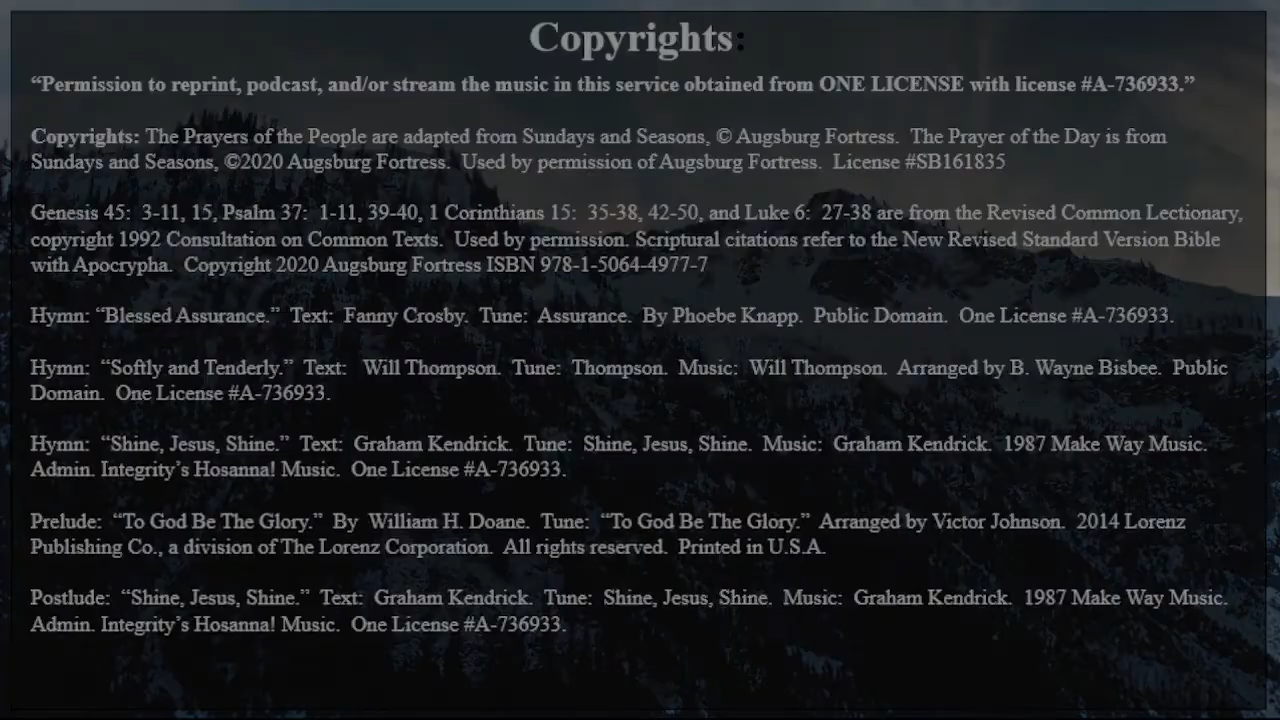 Copyrights:
“Permission to reprint, podcast, and/or stream the music in this service obtained from ONE LICENSE with license #A-736933.”
Copyrights: The Prayers of the People are adapted from Sundays and Seasons, © Augsburg Fortress.  The Prayer of the Day is from
Sundays and Seasons, ©2020 Augsburg Fortress.  Used by permission of Augsburg Fortress.  License #SB161835
Genesis 45:  3-11, 15, Psalm 37:  1-11, 39-40, 1 Corinthians 15:  35-38, 42-50, and Luke 6:  27-38 are from the Revised Common Lectionary,
copyright 1992 Consultation on Common Texts.  Used by permission. Scriptural citations refer to the New Revised Standard Version Bible
with Apocrypha.  Copyright 2020 Augsburg Fortress ISBN 978-1-5064-4977-7
Hymn: “Blessed Assurance.”  Text:  Fanny Crosby.  Tune:  Assurance.  By Phoebe Knapp.  Public Domain.  One License #A-736933.
Hymn:  “Softly and Tenderly.”  Text:   Will Thompson.  Tune:  Thompson.  Music:  Will Thompson.  Arranged by B. Wayne Bisbee.  Public
Domain.  One License #A-736933.
Hymn:  “Shine, Jesus, Shine.”  Text:  Graham Kendrick.  Tune:  Shine, Jesus, Shine.  Music:  Graham Kendrick.  1987 Make Way Music.
Admin. Integrity’s Hosanna! Music.  One License #A-736933.
Prelude:  “To God Be The Glory.”  By  William H. Doane.  Tune:  “To God Be The Glory.”  Arranged by Victor Johnson.  2014 Lorenz
Publishing Co., a division of The Lorenz Corporation.  All rights reserved.  Printed in U.S.A.
Postlude:  “Shine, Jesus, Shine.”  Text:  Graham Kendrick.  Tune:  Shine, Jesus, Shine.  Music:  Graham Kendrick.  1987 Make Way Music.
Admin. Integrity’s Hosanna! Music.  One License #A-736933.